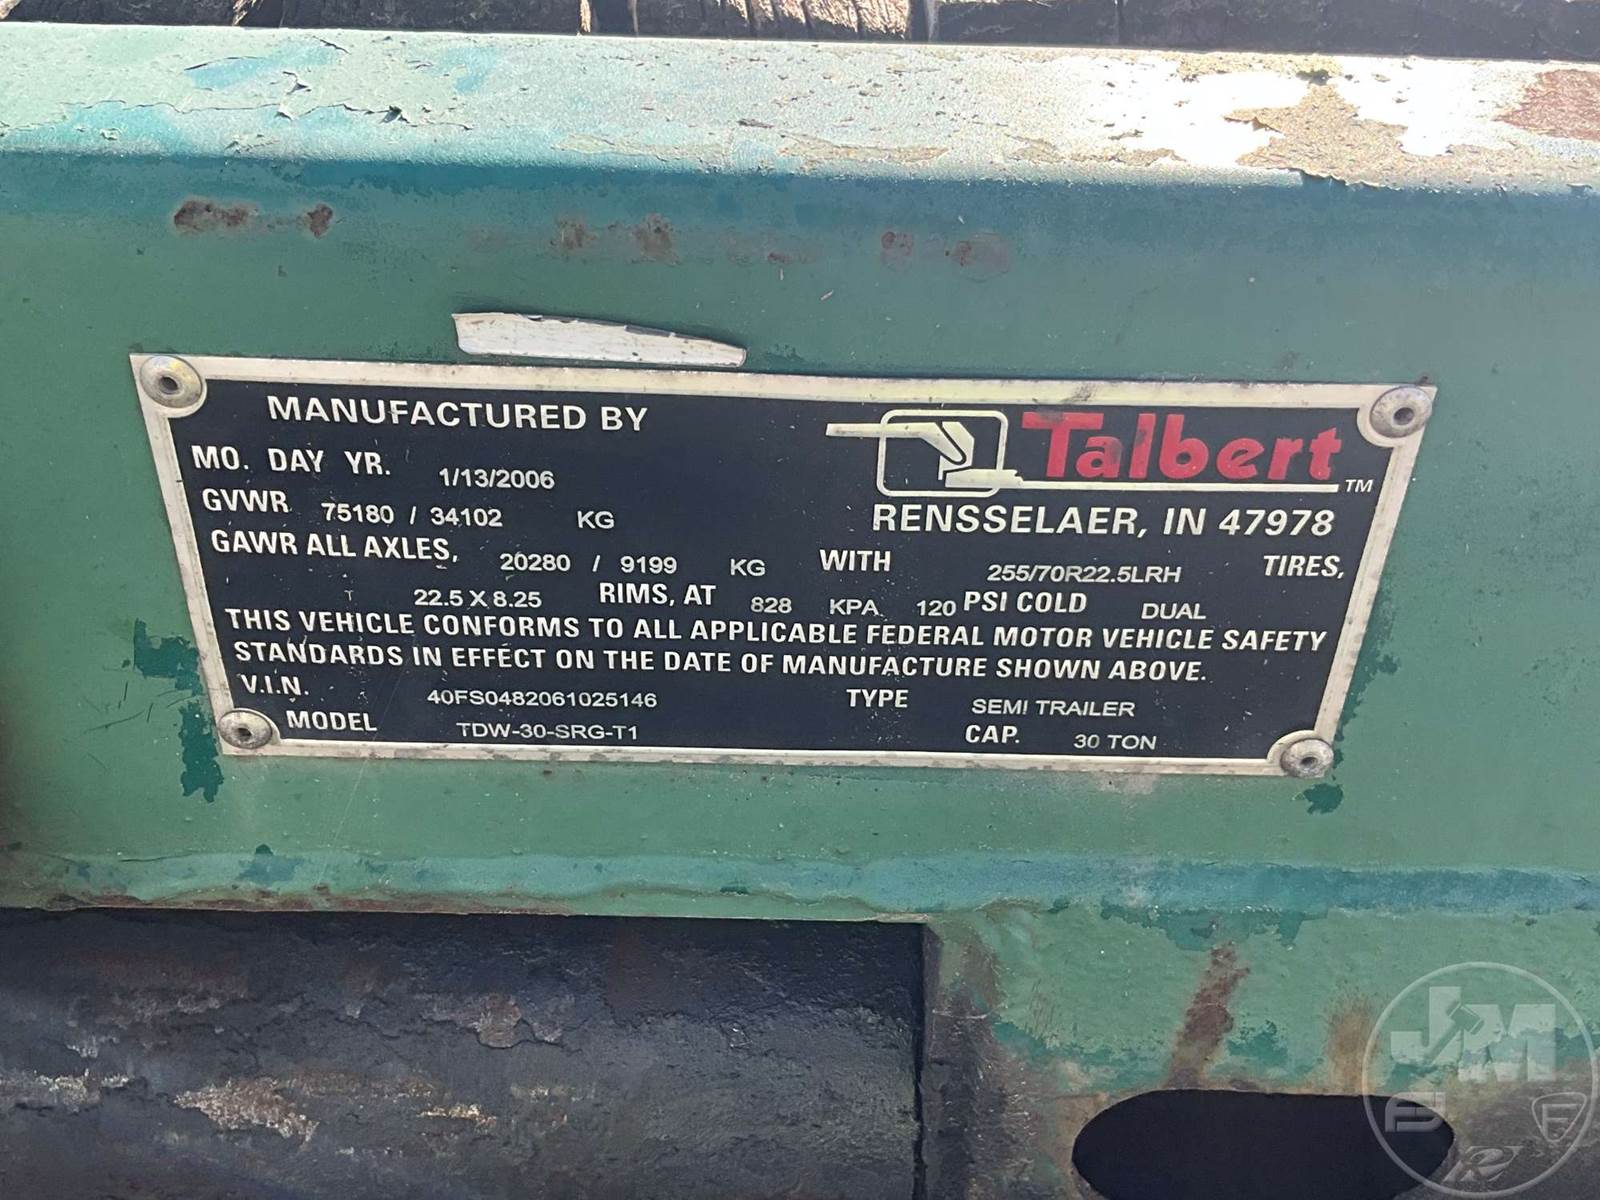 MANUFACTURED BY
Talbert TM
RENSSELAER, IN 47978
MO. DAY YR. 1/13/2006
GVWR 75180 / 34102 KG
GAWR ALL AXLES, 20280 / 9199 KG WITH 255/70R22.5LRH TIRES,
22.5 X 8.25 RIMS, AT 828 KPA 120 PSI COLD DUAL
THIS VEHICLE CONFORMS TO ALL APPLICABLE FEDERAL MOTOR VEHICLE SAFETY
STANDARDS IN EFFECT ON THE DATE OF MANUFACTURE SHOWN ABOVE.
V.I.N. 40FS0482061025146 TYPE SEMI TRAILER
MODEL TDW-30-SRG-T1 CAP. 30 TON
JM